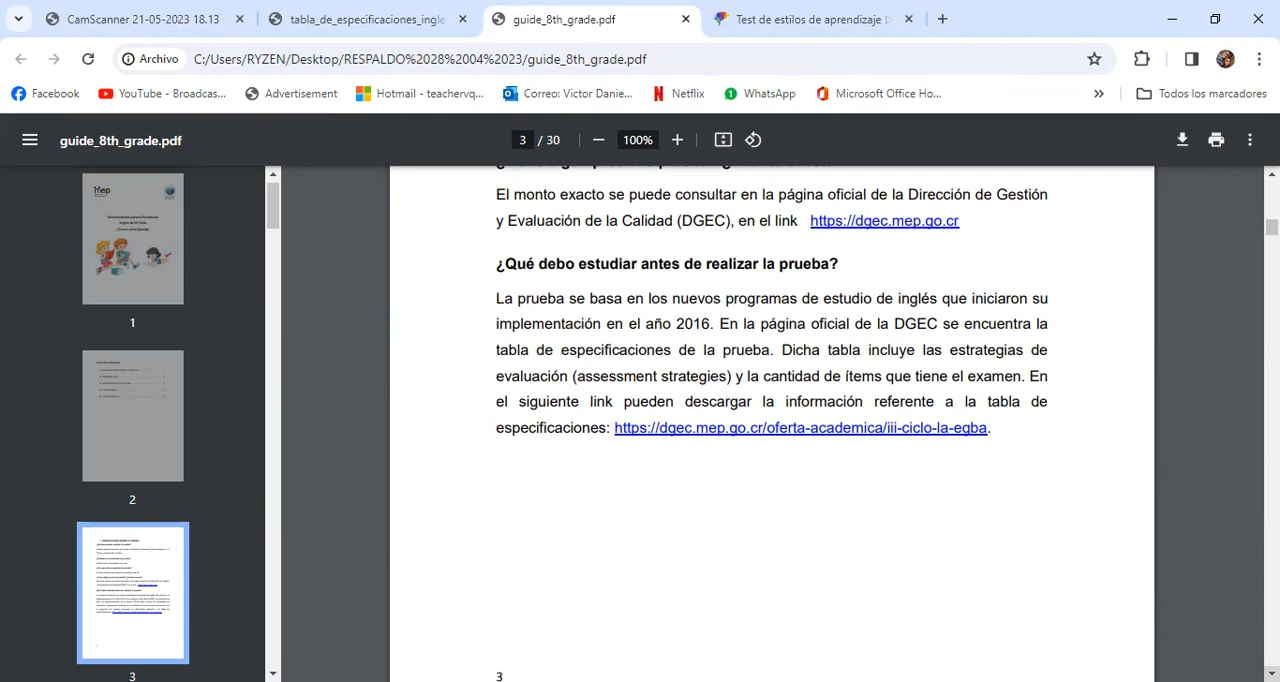 CamScanner 21-05-2023 18.13
tabla_de_especificaciones_ingle
guide_8th_grade.pdf
Test de estilos de aprendizaje
Archivo
C:/Users/RYZEN/Desktop/RESPALDO%2028%2004%2023/guide_8th_grade.pdf
Facebook
YouTube - Broadcas...
Advertisement
Hotmail - teachervq...
Correo: Victor Danie...
Netflix
WhatsApp
Microsoft Office Ho...
Todos los marcadores
guide_8th_grade.pdf
3 / 30
100%
El monto exacto se puede consultar en la página oficial de la Dirección de Gestión
y Evaluación de la Calidad (DGEC), en el link https://dgec.mep.go.cr
¿Qué debo estudiar antes de realizar la prueba?
La prueba se basa en los nuevos programas de estudio de inglés que iniciaron su
implementación en el año 2016. En la página oficial de la DGEC se encuentra la
tabla de especificaciones de la prueba. Dicha tabla incluye las estrategias de
evaluación (assessment strategies) y la cantidad de ítems que tiene el examen. En
el siguiente link pueden descargar la información referente a la tabla de
especificaciones: https://dgec.mep.go.cr/oferta-academica/iii-ciclo-la-egba.
3
mep
1
2
3